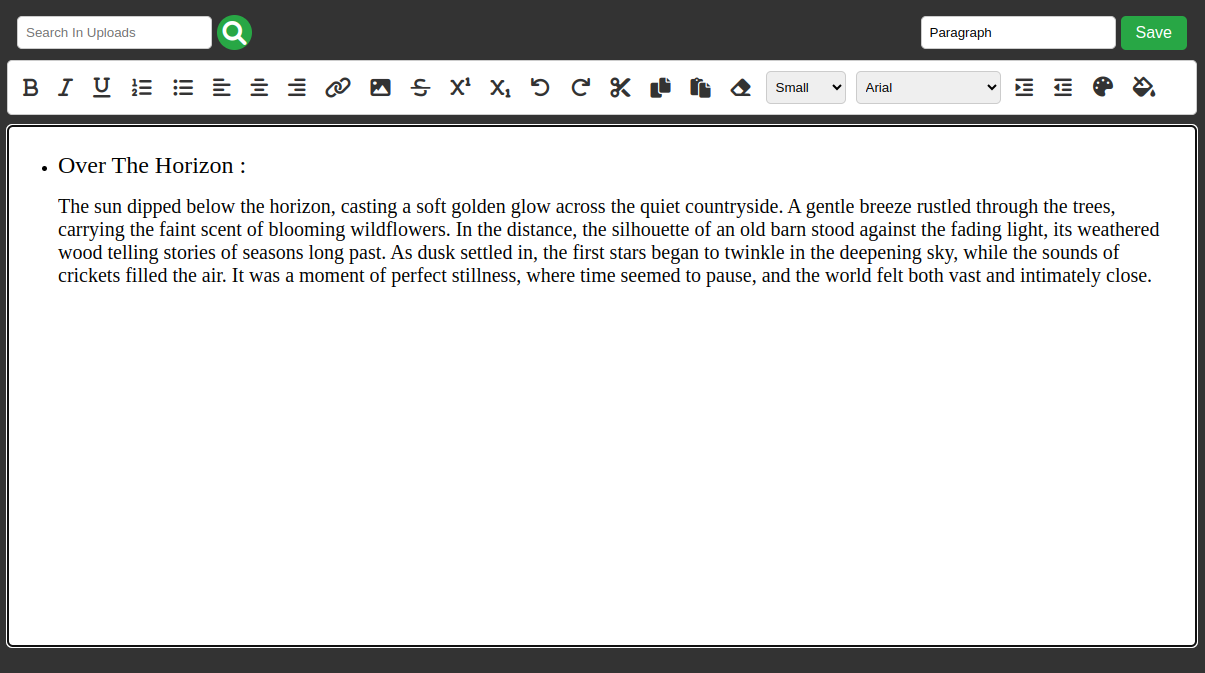 Search In Uploads
Paragraph
Save
Small
Arial
Over The Horizon :
The sun dipped below the horizon, casting a soft golden glow across the quiet countryside. A gentle breeze rustled through the trees,
carrying the faint scent of blooming wildflowers. In the distance, the silhouette of an old barn stood against the fading light, its weathered
wood telling stories of seasons long past. As dusk settled in, the first stars began to twinkle in the deepening sky, while the sounds of
crickets filled the air. It was a moment of perfect stillness, where time seemed to pause, and the world felt both vast and intimately close.